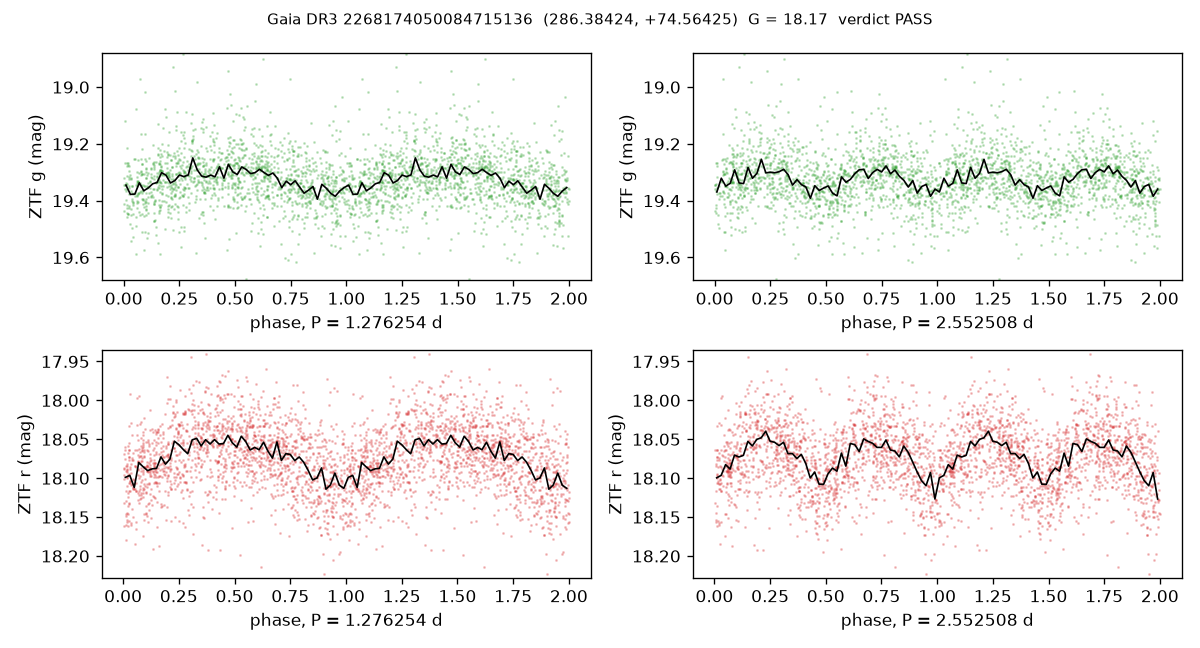 Gaia DR3 2268174050084715136 (286.38424, +74.56425) G = 18.17 verdict PASS
ZTF g (mag)
19.0
19.2
19.4
19.6
0.00 0.25 0.50 0.75 1.00 1.25 1.50 1.75 2.00
phase, P = 1.276254 d
ZTF g (mag)
19.0
19.2
19.4
19.6
0.00 0.25 0.50 0.75 1.00 1.25 1.50 1.75 2.00
phase, P = 2.552508 d
ZTF r (mag)
17.95
18.00
18.05
18.10
18.15
18.20
0.00 0.25 0.50 0.75 1.00 1.25 1.50 1.75 2.00
phase, P = 1.276254 d
ZTF r (mag)
17.95
18.00
18.05
18.10
18.15
18.20
0.00 0.25 0.50 0.75 1.00 1.25 1.50 1.75 2.00
phase, P = 2.552508 d